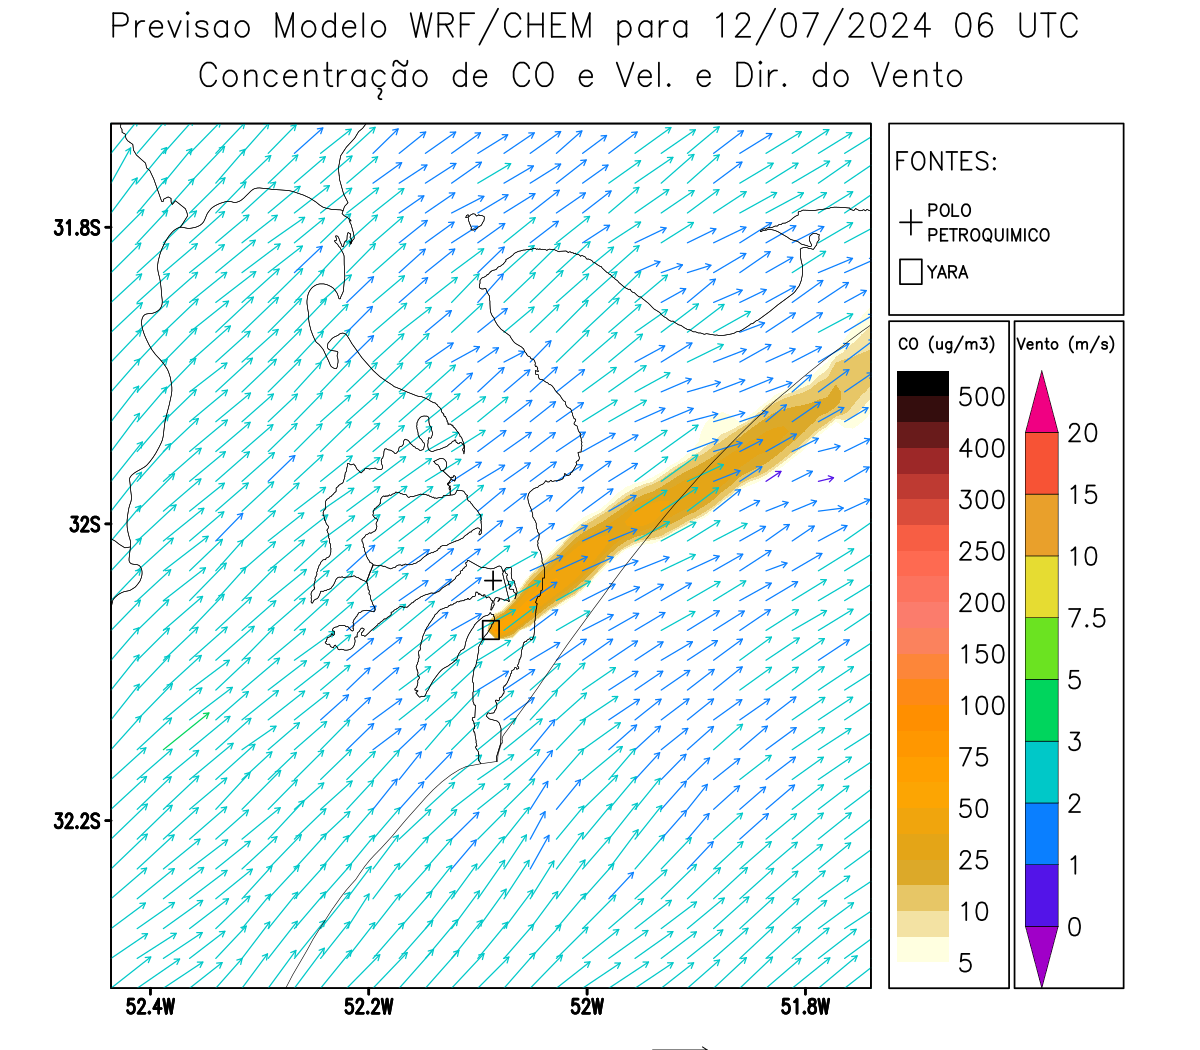 Previsao Modelo WRF/CHEM para 12/07/2024 06 UTC
Concentração de CO e Vel. e Dir. do Vento
FONTES:
POLO
PETROQUIMICO
YARA
31.8S
32S
32.2S
52.4W
52.2W
52W
51.8W
CO (ug/m3)
500
400
300
250
200
150
100
75
50
25
10
5
Vento (m/s)
20
15
10
7.5
5
3
2
1
0